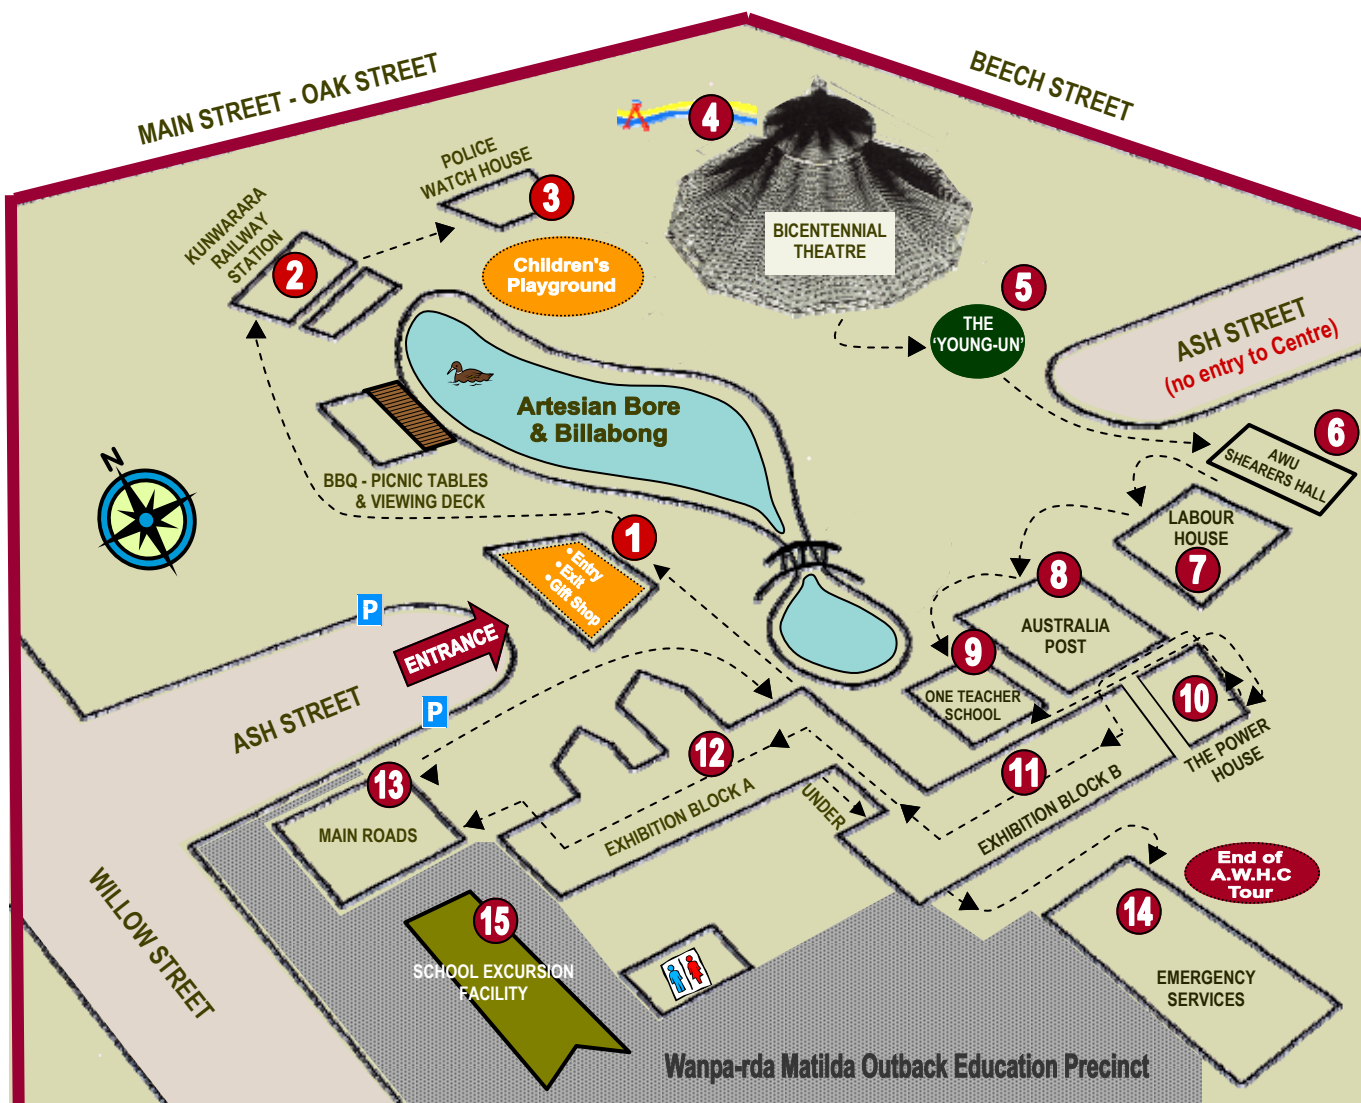 MAIN STREET - OAK STREET
BEECH STREET
4
POLICE
WATCH HOUSE
3
KUNWARARA
RAILWAY
STATION
2
Children's
Playground
BICENTENNIAL
THEATRE
5
THE
‘YOUNG-UN’
ASH STREET
(no entry to Centre)
Artesian Bore
& Billabong
6
AWU
SHEARERS HALL
BBQ - PICNIC TABLES
& VIEWING DECK
N
LABOUR
HOUSE
7
1
• Entry
• Exit
• Gift Shop
8
AUSTRALIA
POST
P
ENTRANCE
9
ONE TEACHER
SCHOOL
10
THE POWER
HOUSE
P
ASH STREET
12
EXHIBITION BLOCK A
11
EXHIBITION BLOCK B
UNDER
13
MAIN ROADS
End of
A.W.H.C
Tour
14
EMERGENCY
SERVICES
WILLOW STREET
15
SCHOOL EXCURSION
FACILITY
Wanpa-rda Matilda Outback Education Precinct